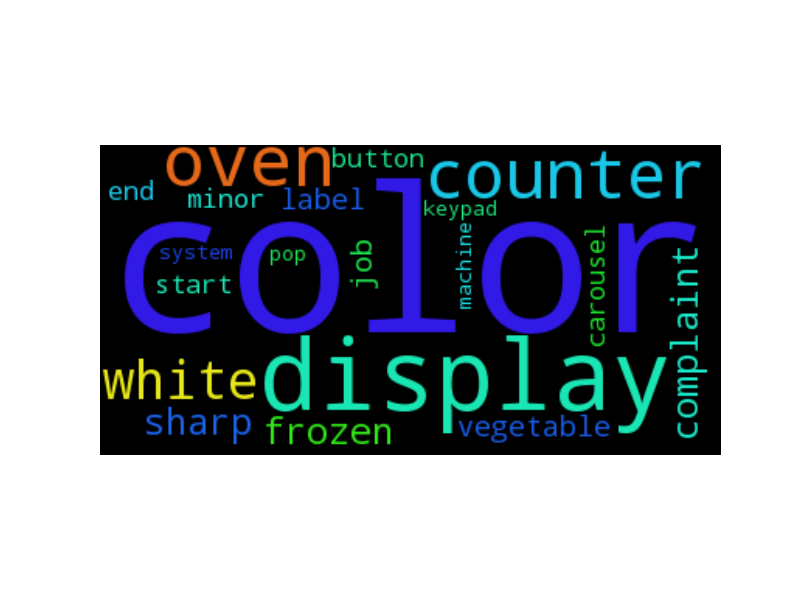 oven
button
counter
end
minor
label
keypad
color
system
pop
job
machine
carousel
start
complaint
display
white
sharp
frozen
vegetable